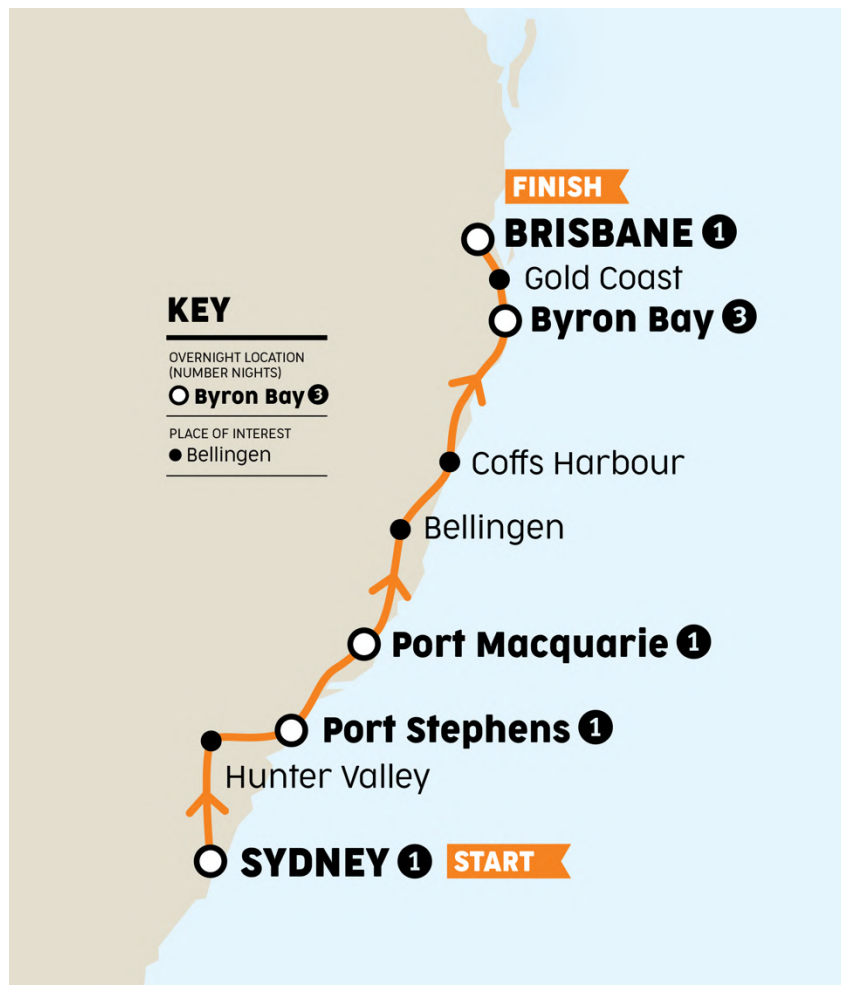 FINISH
BRISBANE 1
Gold Coast
Byron Bay 3
KEY
OVERNIGHT LOCATION
(NUMBER NIGHTS)
Byron Bay 3
PLACE OF INTEREST
Bellingen
Coffs Harbour
Bellingen
Port Macquarie 1
Port Stephens 1
Hunter Valley
SYDNEY 1 START